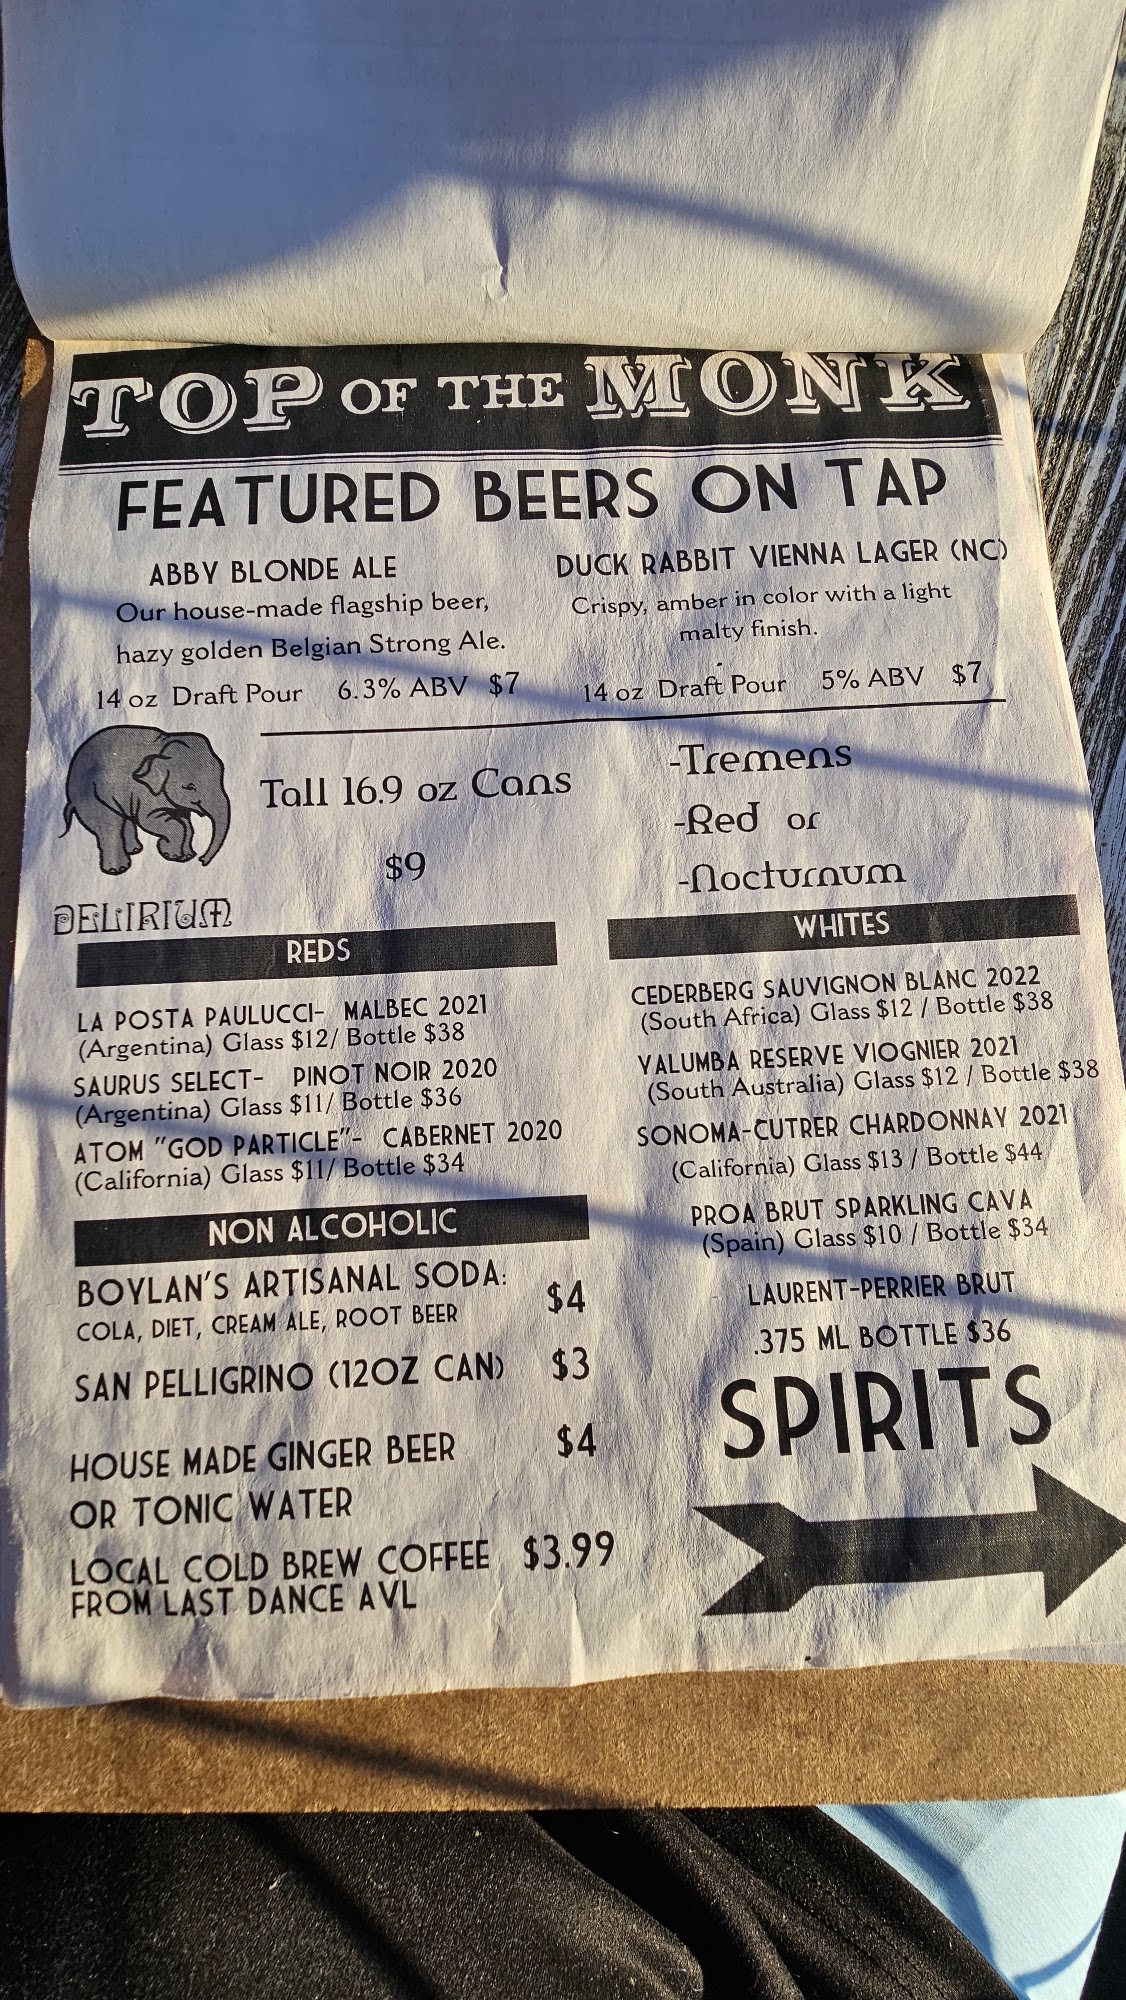 TOP OF THE MONK
FEATURED BEERS ON TAP
ABBY BLONDE ALE
Our house-made flagship beer,
hazy golden Belgian Strong Ale.
14 oz Draft Pour 6.3% ABV $7
DUCK RABBIT VIENNA LAGER (NC)
Crispy, amber in color with a light
malty finish.
14 oz Draft Pour 5% ABV $7
DELIRIUM
Tall 16.9 oz Cans
$9
-Tremens
-Red or
-Nocturnum
REDS
LA POSTA PAULUCCI- MALBEC 2021
(Argentina) Glass $12/ Bottle $38
SAURUS SELECT- PINOT NOIR 2020
(Argentina) Glass $11/ Bottle $36
ATOM "GOD PARTICLE"- CABERNET 2020
(California) Glass $11/ Bottle $34
NON ALCOHOLIC
BOYLAN'S ARTISANAL SODA: $4
COLA, DIET, CREAM ALE, ROOT BEER
SAN PELLIGRINO (12OZ CAN) $3
HOUSE MADE GINGER BEER $4
OR TONIC WATER
LOCAL COLD BREW COFFEE $3.99
FROM LAST DANCE AVL
WHITES
CEDERBERG SAUVIGNON BLANC 2022
(South Africa) Glass $12 / Bottle $38
YALUMBA RESERVE VIOGNIER 2021
(South Australia) Glass $12 / Bottle $38
SONOMA-CUTRER CHARDONNAY 2021
(California) Glass $13 / Bottle $44
PROA BRUT SPARKLING CAVA
(Spain) Glass $10 / Bottle $34
LAURENT-PERRIER BRUT
.375 ML BOTTLE $36
SPIRITS